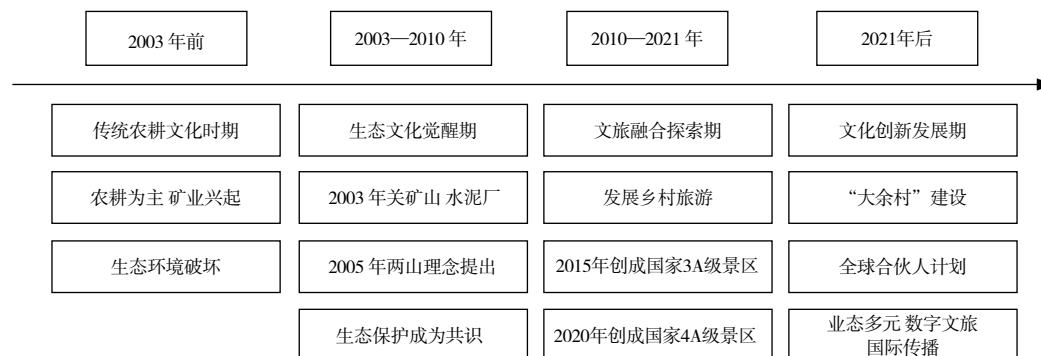 2003 年前
2003—2010 年
2010—2021 年
2021年后
传统农耕文化时期
生态文化觉醒期
文旅融合探索期
文化创新发展期
农耕为主 矿业兴起
2003 年关矿山 水泥厂
发展乡村旅游
“大余村”建设
生态环境破坏
2005 年两山理念提出
2015年创成国家3A级景区
全球合伙人计划
生态保护成为共识
2020年创成国家4A级景区
业态多元 数字文旅
国际传播